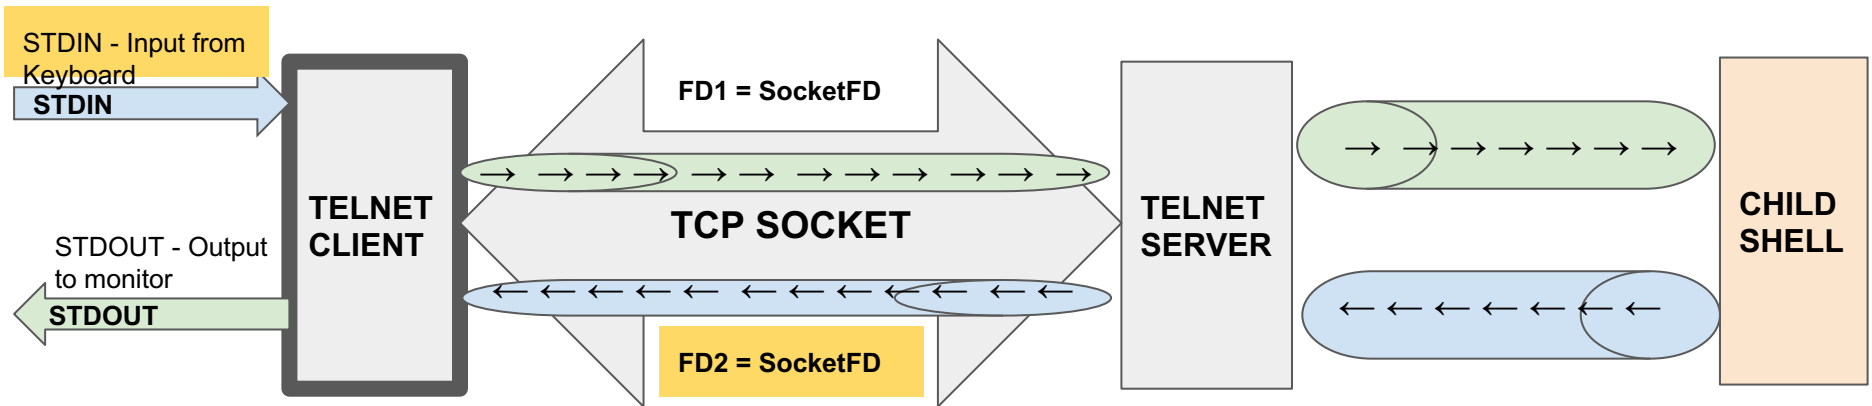 STDIN - Input from
Keyboard
STDIN
STDOUT - Output
to monitor
STDOUT
TELNET
CLIENT
FD1 = SocketFD
→ → → → → → → → → → → →
TCP SOCKET
← ← ← ← ← ← ← ← ← ← ← ←
FD2 = SocketFD
TELNET
SERVER
→ → → → → → →
← ← ← ← ← ← ←
CHILD
SHELL